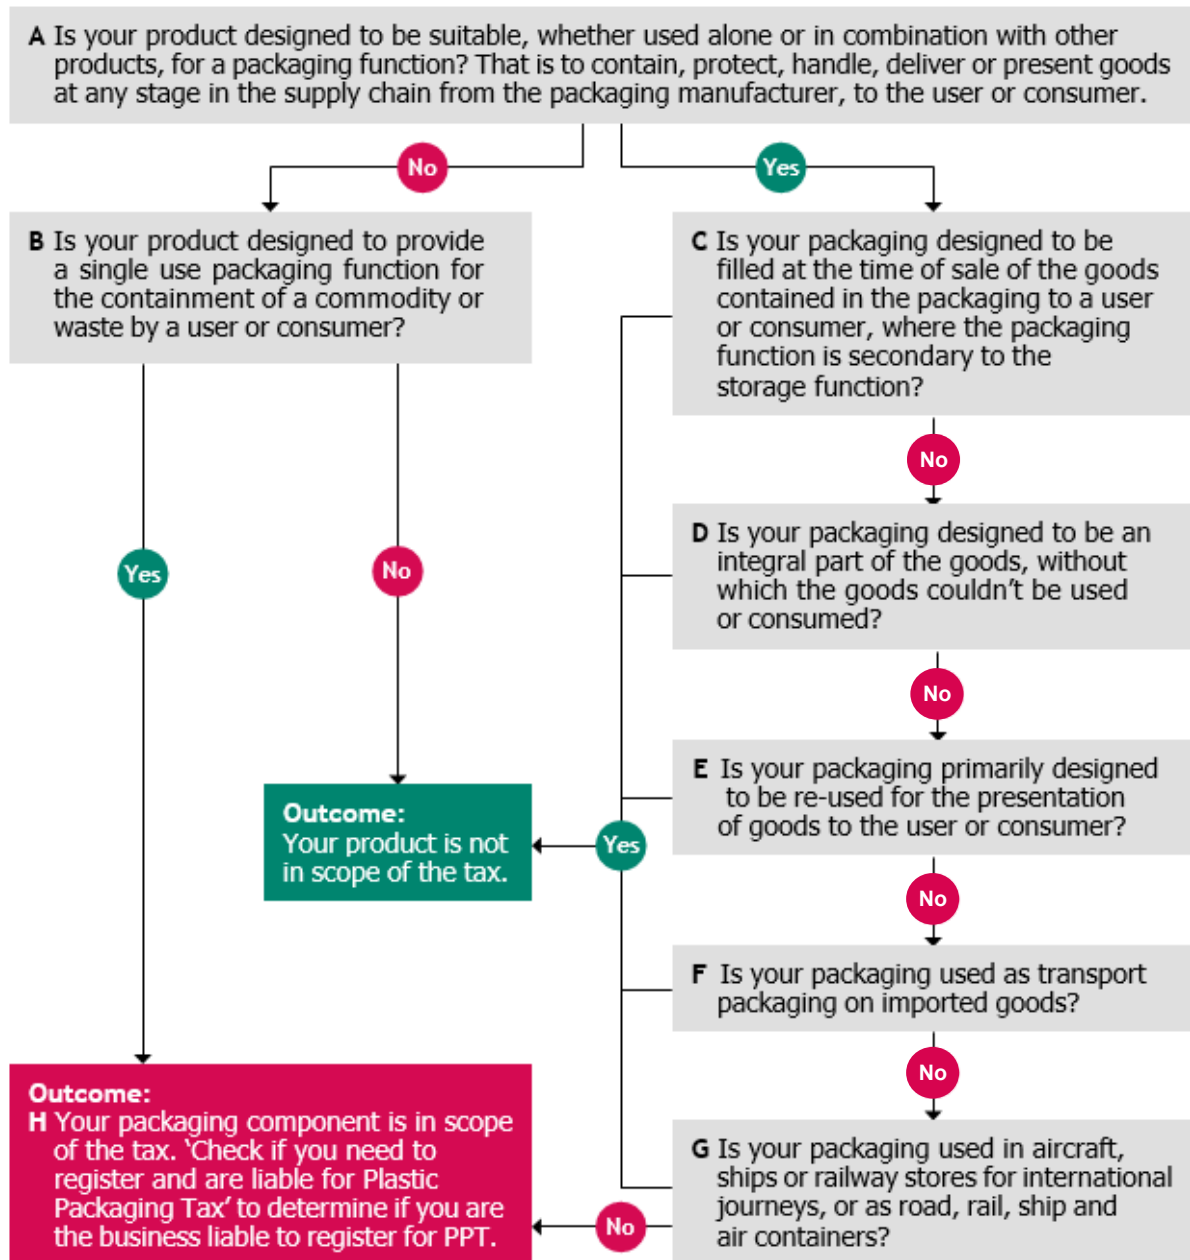 A Is your product designed to be suitable, whether used alone or in combination with other
products, for a packaging function? That is to contain, protect, handle, deliver or present goods
at any stage in the supply chain from the packaging manufacturer, to the user or consumer.
No
Yes
B Is your product designed to provide
a single use packaging function for
the containment of a commodity or
waste by a user or consumer?
C Is your packaging designed to be
filled at the time of sale of the goods
contained in the packaging to a user
or consumer, where the packaging
function is secondary to the
storage function?
No
D Is your packaging designed to be an
integral part of the goods, without
which the goods couldn't be used
or consumed?
Yes
No
No
E Is your packaging primarily designed
to be re-used for the presentation
of goods to the user or consumer?
Outcome:
Your product is not
in scope of the tax.
Yes
No
F Is your packaging used as transport
packaging on imported goods?
No
Outcome:
H Your packaging component is in scope
of the tax. ‘Check if you need to
register and are liable for Plastic
Packaging Tax’ to determine if you are
the business liable to register for PPT.
No
G Is your packaging used in aircraft,
ships or railway stores for international
journeys, or as road, rail, ship and
air containers?